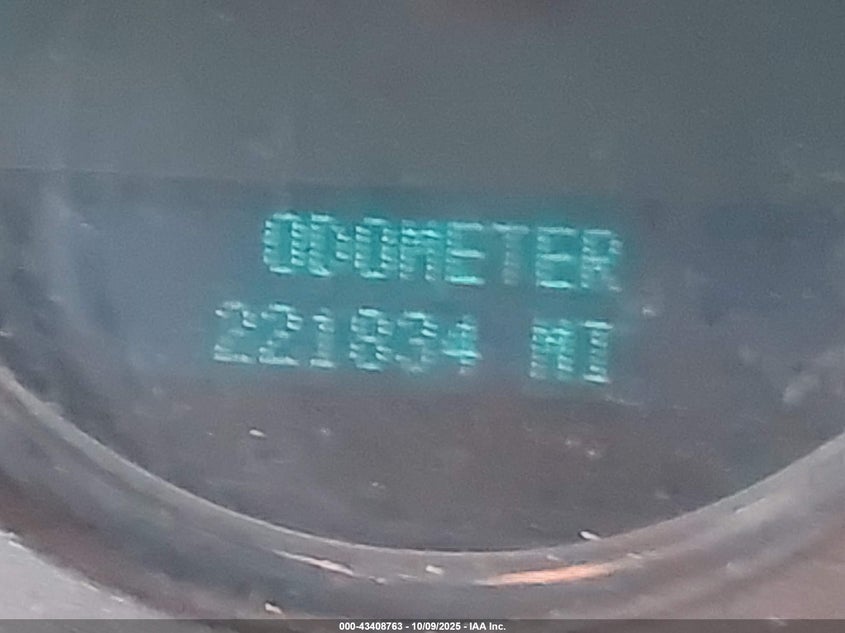 ODOMETER
221834 MI
000-43408763 - 10/09/2025 - IAA Inc.